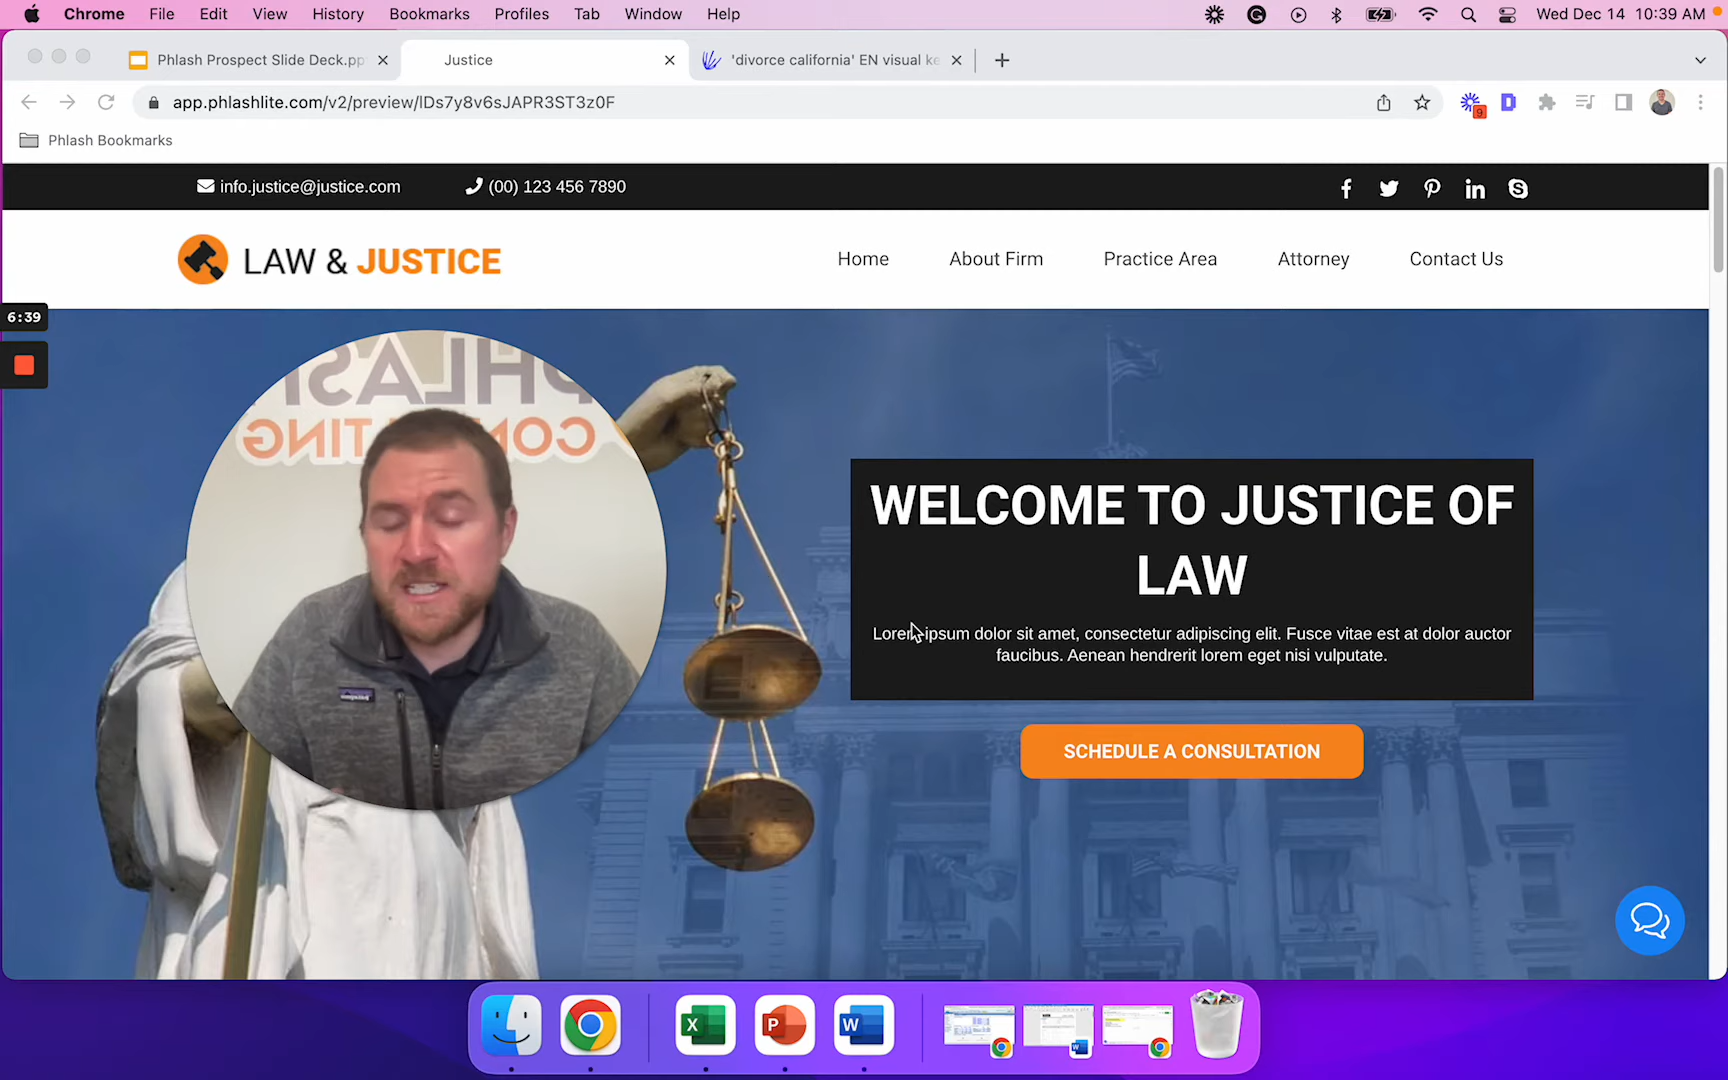 Chrome File Edit View History Bookmarks Profiles Tab Window Help Wed Dec 14 10:39 AM
Phlash Prospect Slide Deck.pp Justice 'divorce california' EN visual ke
app.phlashlite.com/v2/preview/lDs7y8v6sJAPR3ST3z0F
9
Phlash Bookmarks
info.justice@justice.com (00) 123 456 7890
LAW & JUSTICE Home About Firm Practice Area Attorney Contact Us
6:39
PHLASH
WELCOME TO JUSTICE OF
LAW
Lorem ipsum dolor sit amet, consectetur adipiscing elit. Fusce vitae est at dolor auctor
faucibus. Aenean hendrerit lorem eget nisi vulputate.
SCHEDULE A CONSULTATION
X P W